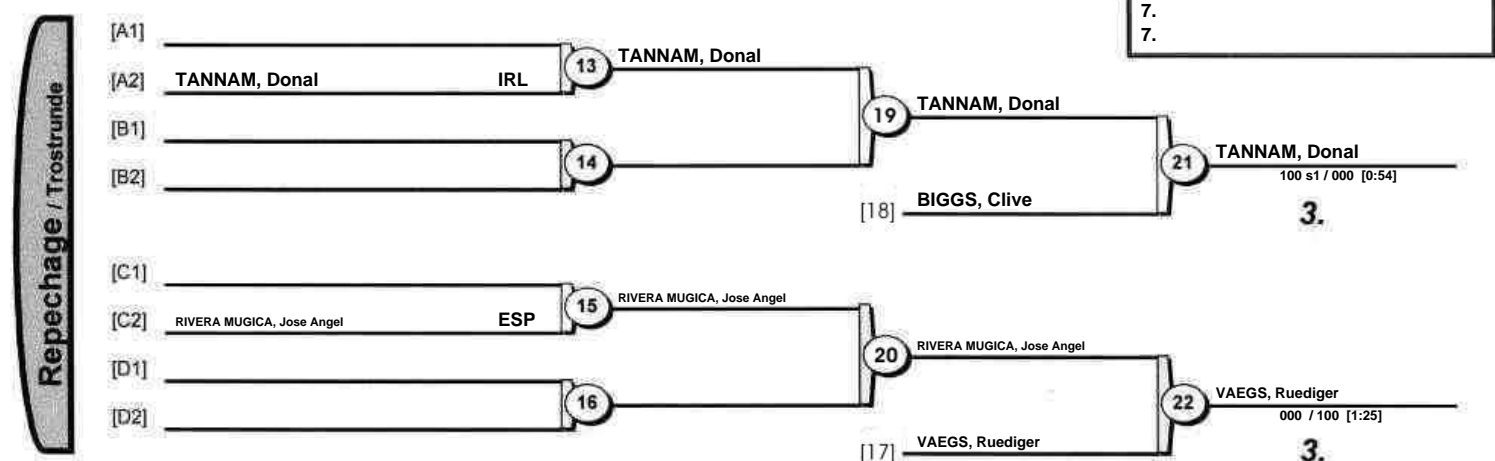 7.
7.
Repechage / Trostrunde
[A1]
[A2] TANNAM, Donal IRL
13 TANNAM, Donal
[B1]
[B2]
14
19 TANNAM, Donal
[18] BIGGS, Clive
21 TANNAM, Donal
100 s1 / 000 [0:54]
3.
[C1]
[C2] RIVERA MUGICA, Jose Angel ESP
15 RIVERA MUGICA, Jose Angel
[D1]
[D2]
16
20 RIVERA MUGICA, Jose Angel
[17] VAEGS, Ruediger
22 VAEGS, Ruediger
000 / 100 [1:25]
3.